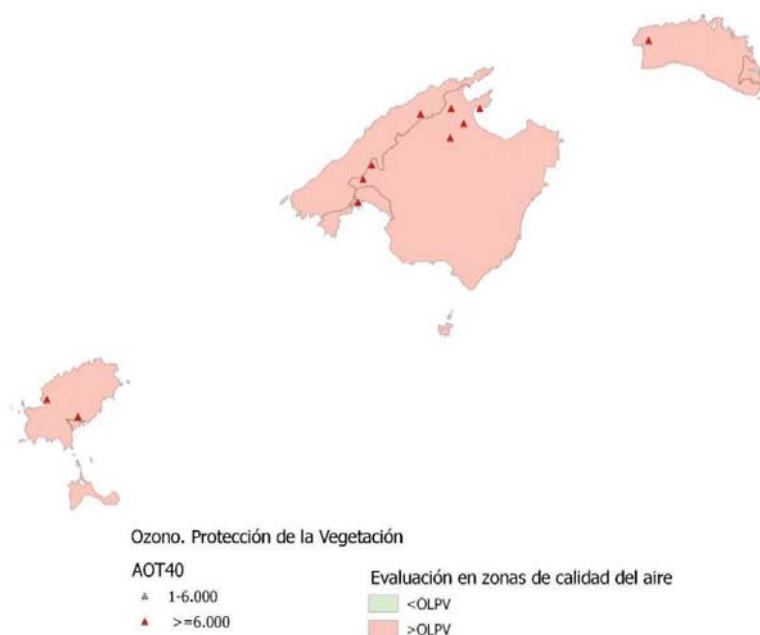 Ozono. Protección de la Vegetación
AOT40
1-6.000
>=6.000
Evaluación en zonas de calidad del aire
<OLPV
>OLPV